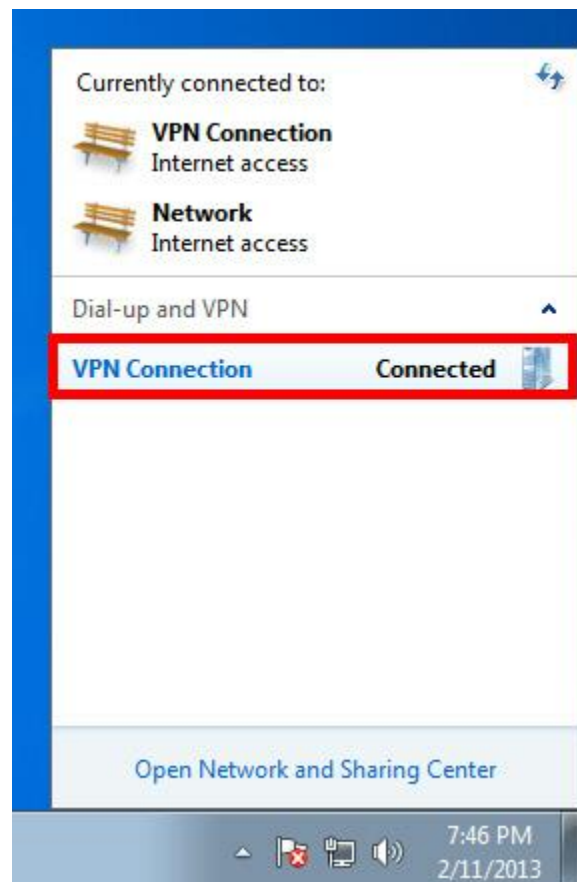 Currently connected to:
VPN Connection
Internet access
Network
Internet access
Dial-up and VPN
VPN Connection Connected
Open Network and Sharing Center
7:46 PM
2/11/2013